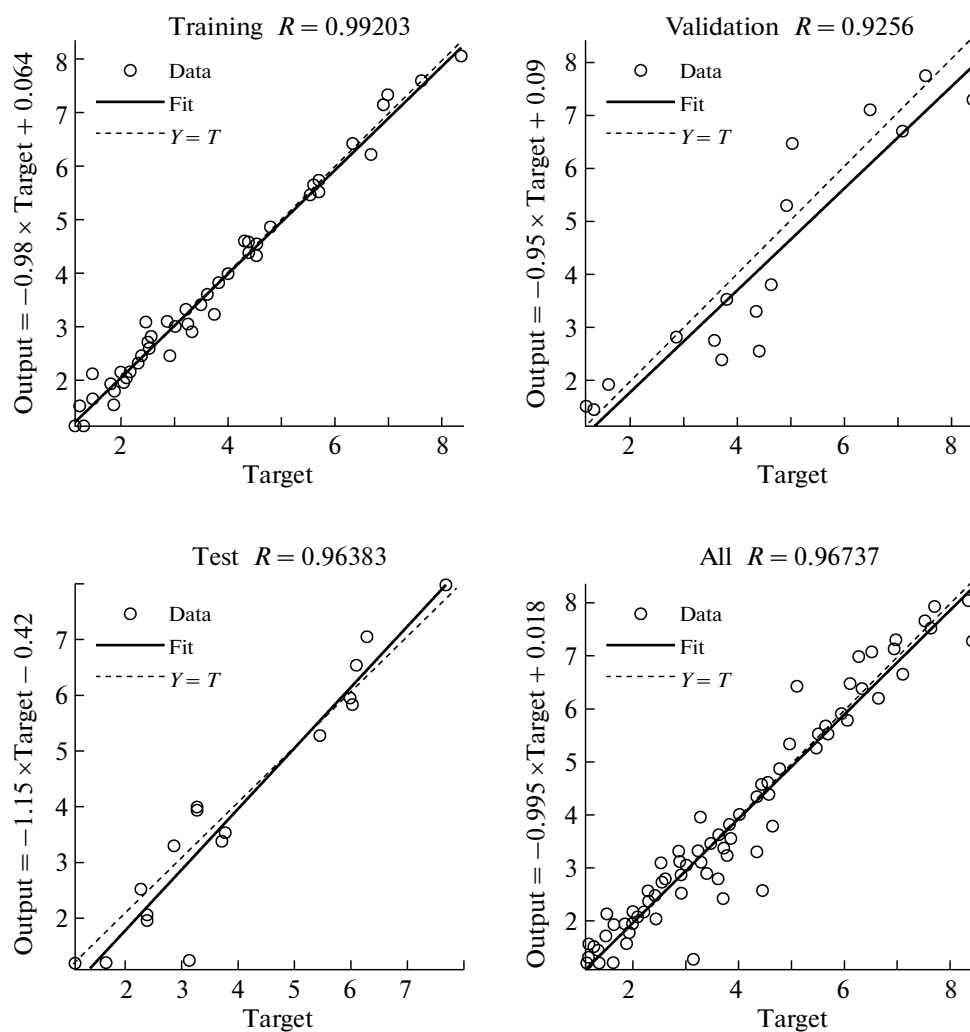 Training R = 0.99203
Output = −0.98 × Target + 0.064
8
7
6
5
4
3
2
Data
Fit
Y = T
2 4 6 8
Target
Validation R = 0.9256
Output = −0.95 × Target + 0.09
8
7
6
5
4
3
2
Data
Fit
Y = T
2 4 6 8
Target
Test R = 0.96383
Output = −1.15 ×Target − 0.42
7
6
5
4
3
2
Data
Fit
Y = T
2 3 4 5 6 7
Target
All R = 0.96737
Output = −0.995 ×Target + 0.018
8
7
6
5
4
3
2
Data
Fit
Y = T
2 4 6 8
Target